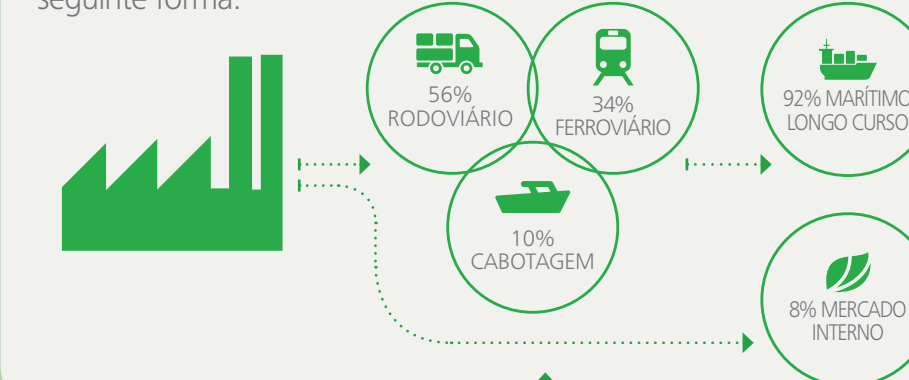 seguinte forma:
56%
RODOVIÁRIO
34%
FERROVIÁRIO
10%
CABOTAGEM
92% MARÍTIMO
LONGO CURSO
8% MERCADO
INTERNO